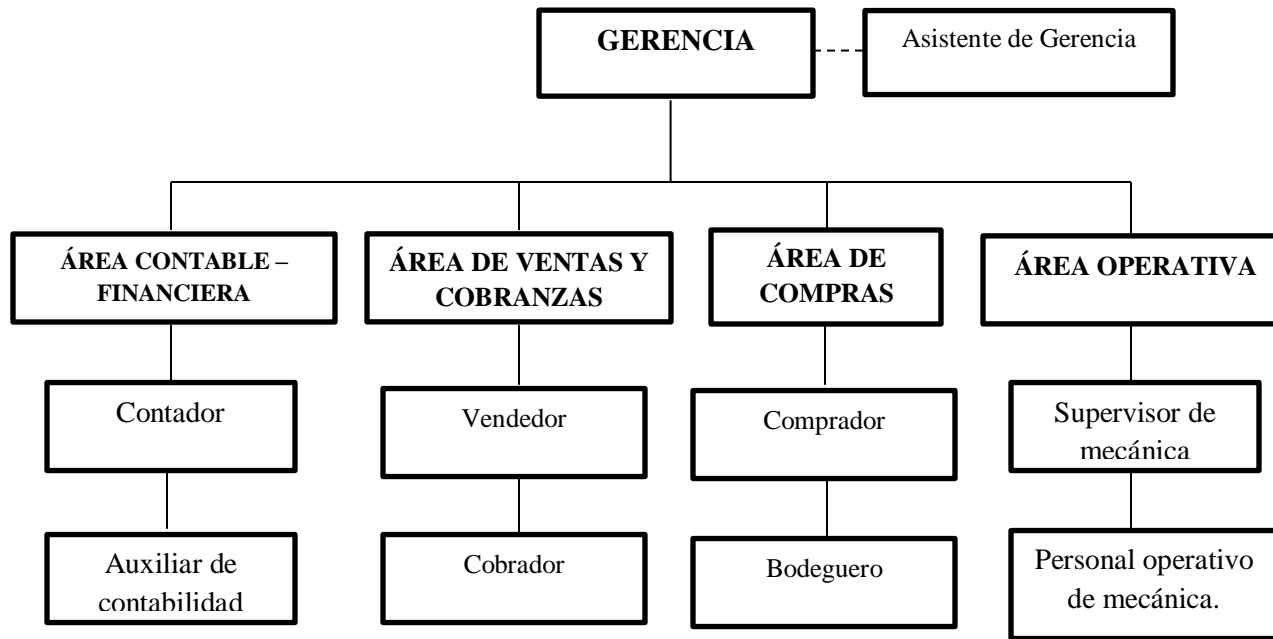 GERENCIA
Asistente de Gerencia
ÁREA CONTABLE –
FINANCIERA
ÁREA DE VENTAS Y
COBRANZAS
ÁREA DE
COMPRAS
ÁREA OPERATIVA
Contador
Vendedor
Comprador
Supervisor de
mecánica
Auxiliar de
contabilidad
Cobrador
Bodeguero
Personal operativo
de mecánica.